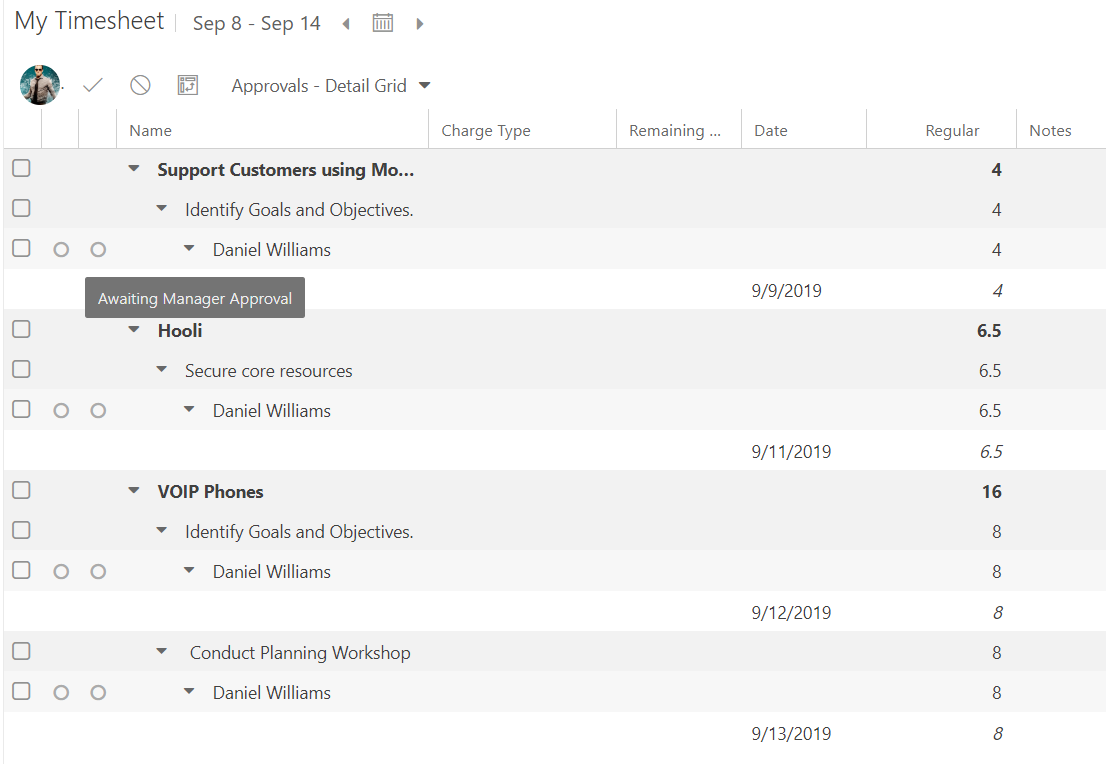 My Timesheet Sep 8 - Sep 14
Approvals - Detail Grid
Name Charge Type Remaining ... Date Regular Notes
Support Customers using Mo... 4
Identify Goals and Objectives. 4
Daniel Williams 4
9/9/2019 4
Awaiting Manager Approval
Hooli 6.5
Secure core resources 6.5
Daniel Williams 6.5
9/11/2019 6.5
VOIP Phones 16
Identify Goals and Objectives. 8
Daniel Williams 8
9/12/2019 8
Conduct Planning Workshop 8
Daniel Williams 8
9/13/2019 8